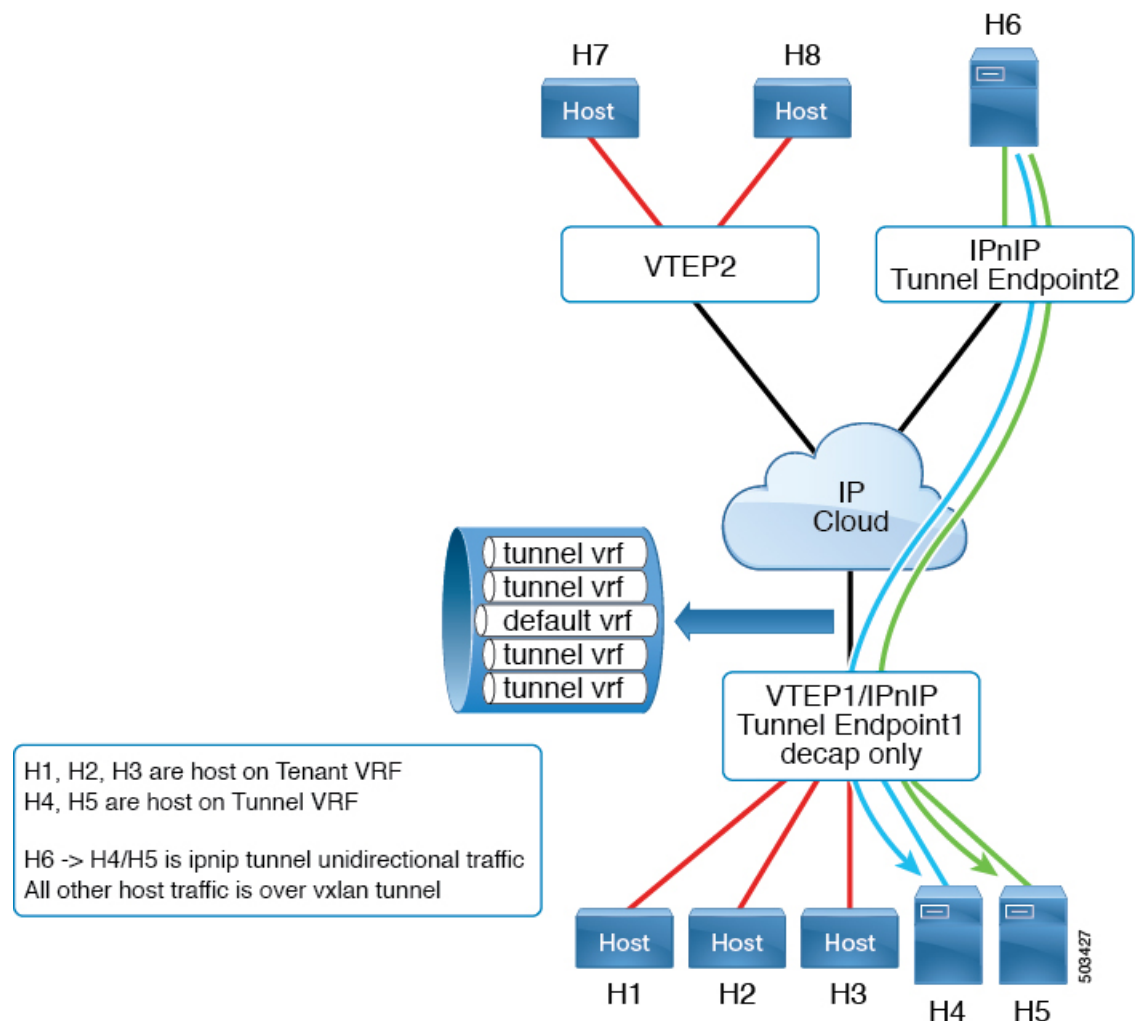 H6
H7
H8
Host
Host
VTEP2
IPnIP
Tunnel Endpoint2
IP
Cloud
tunnel vrf
tunnel vrf
default vrf
tunnel vrf
tunnel vrf
VTEP1/IPnIP
Tunnel Endpoint1
decap only
H1, H2, H3 are host on Tenant VRF
H4, H5 are host on Tunnel VRF
H6 -> H4/H5 is ipnip tunnel unidirectional traffic
All other host traffic is over vxlan tunnel
Host
Host
Host
H1
H2
H3
H4
H5
503427